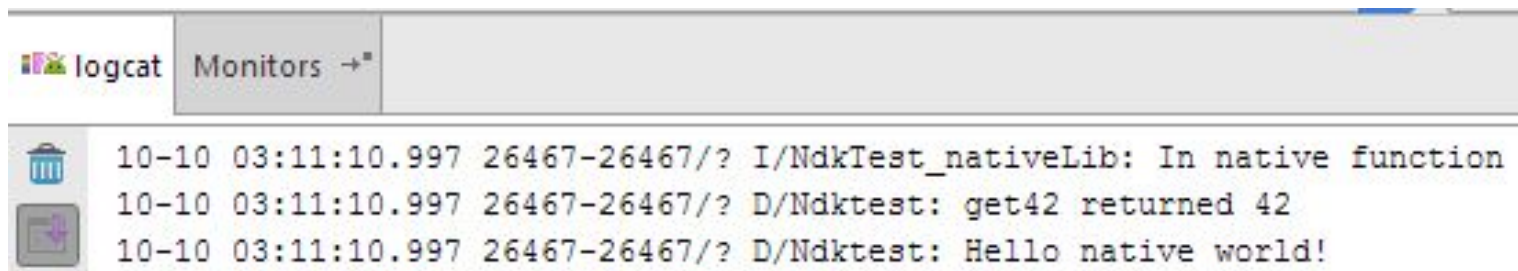 logcat Monitors
10-10 03:11:10.997 26467-26467/? I/NdkTest_nativeLib: In native function
10-10 03:11:10.997 26467-26467/? D/Ndktest: get42 returned 42
10-10 03:11:10.997 26467-26467/? D/Ndktest: Hello native world!